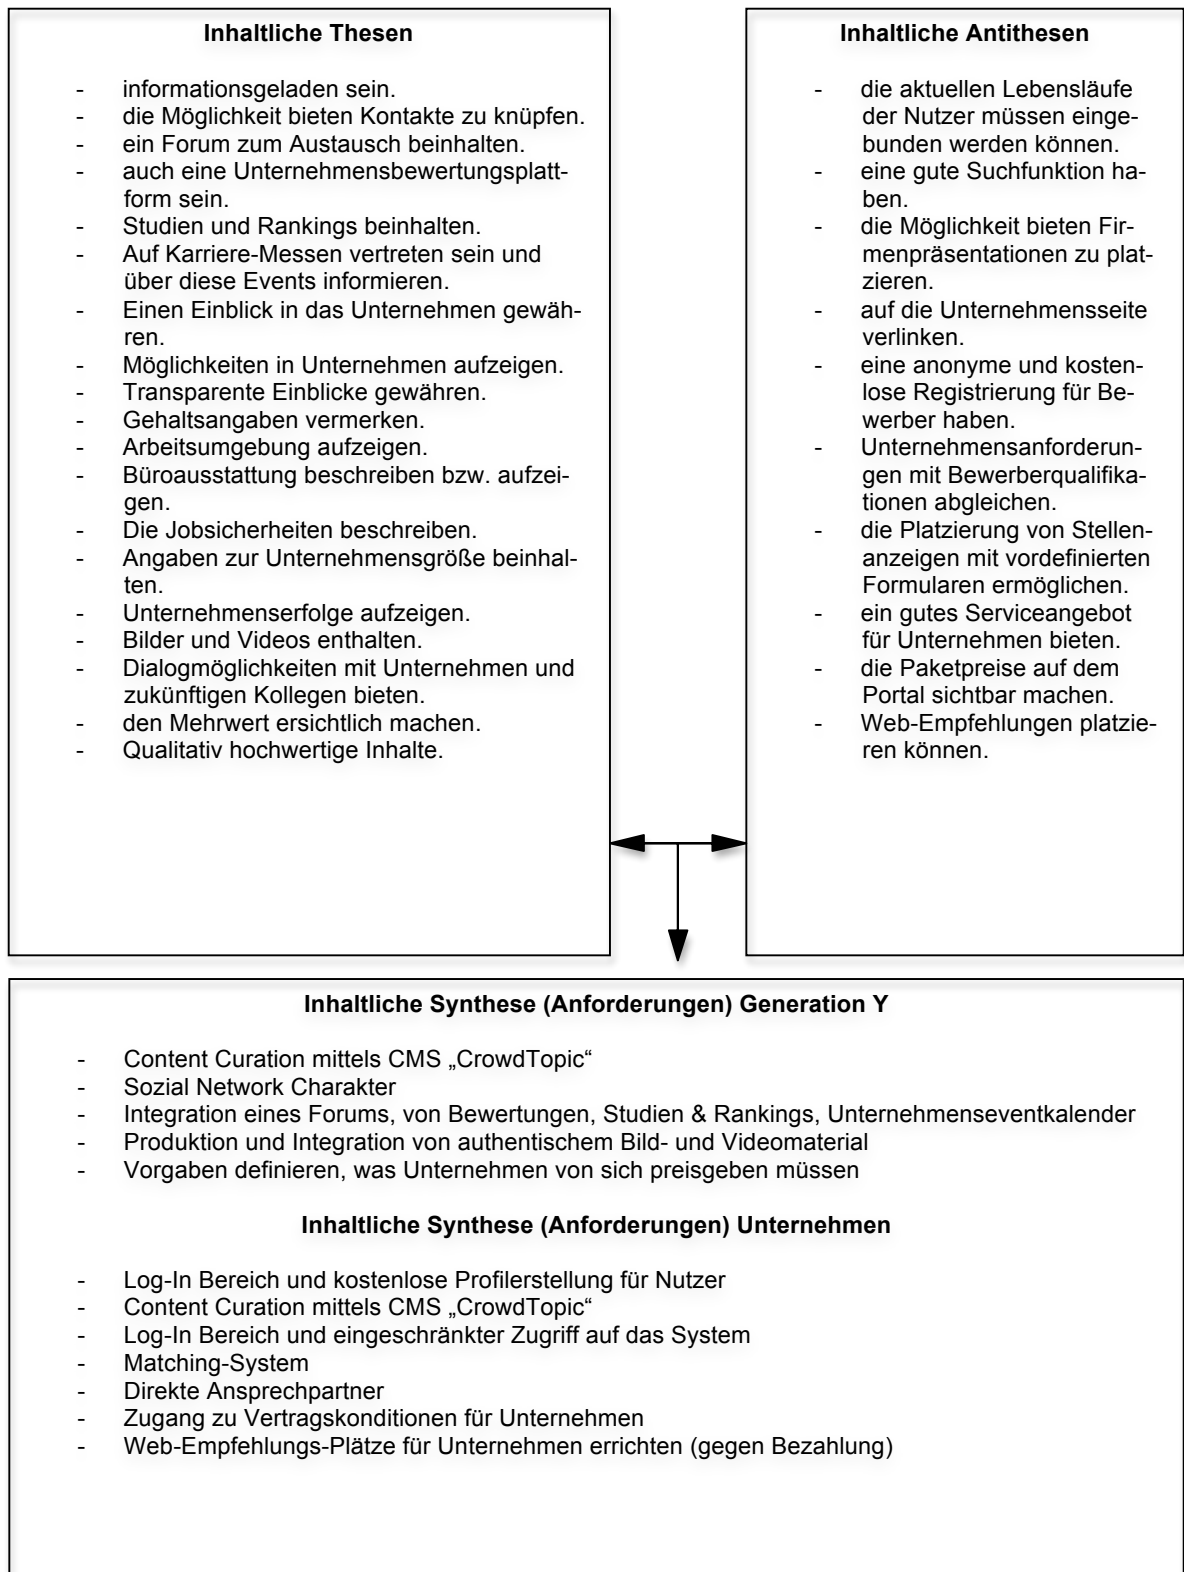 Inhaltliche Thesen
- informationsgeladen sein.
- die Möglichkeit bieten Kontakte zu knüpfen.
- ein Forum zum Austausch beinhalten.
- auch eine Unternehmensbewertungsplatt-
form sein.
- Studien und Rankings beinhalten.
- Auf Karriere-Messen vertreten sein und
über diese Events informieren.
- Einen Einblick in das Unternehmen gewäh-
ren.
- Möglichkeiten in Unternehmen aufzeigen.
- Transparente Einblicke gewähren.
- Gehaltsangaben vermerken.
- Arbeitsumgebung aufzeigen.
- Büroausstattung beschreiben bzw. aufzei-
gen.
- Die Jobsicherheiten beschreiben.
- Angaben zur Unternehmensgröße beinhal-
ten.
- Unternehmenserfolge aufzeigen.
- Bilder und Videos enthalten.
- Dialogmöglichkeiten mit Unternehmen und
zukünftigen Kollegen bieten.
- den Mehrwert ersichtlich machen.
- Qualitativ hochwertige Inhalte.
Inhaltliche Antithesen
- die aktuellen Lebensläufe
der Nutzer müssen einge-
bunden werden können.
- eine gute Suchfunktion ha-
ben.
- die Möglichkeit bieten Fir-
menpräsentationen zu plat-
zieren.
- auf die Unternehmensseite
verlinken.
- eine anonyme und kosten-
lose Registrierung für Be-
werber haben.
- Unternehmensanforderun-
gen mit Bewerberqualifika-
tionen abgleichen.
- die Platzierung von Stellen-
anzeigen mit vordefinierten
Formularen ermöglichen.
- ein gutes Serviceangebot
für Unternehmen bieten.
- die Paketpreise auf dem
Portal sichtbar machen.
- Web-Empfehlungen platzie-
ren können.
Inhaltliche Synthese (Anforderungen) Generation Y
- Content Curation mittels CMS „CrowdTopic“
- Sozial Network Charakter
- Integration eines Forums, von Bewertungen, Studien & Rankings, Unternehmenseventkalender
- Produktion und Integration von authentischem Bild- und Videomaterial
- Vorgaben definieren, was Unternehmen von sich preisgeben müssen
Inhaltliche Synthese (Anforderungen) Unternehmen
- Log-In Bereich und kostenlose Profilerstellung für Nutzer
- Content Curation mittels CMS „CrowdTopic“
- Log-In Bereich und eingeschränkter Zugriff auf das System
- Matching-System
- Direkte Ansprechpartner
- Zugang zu Vertragskonditionen für Unternehmen
- Web-Empfehlungs-Plätze für Unternehmen errichten (gegen Bezahlung)